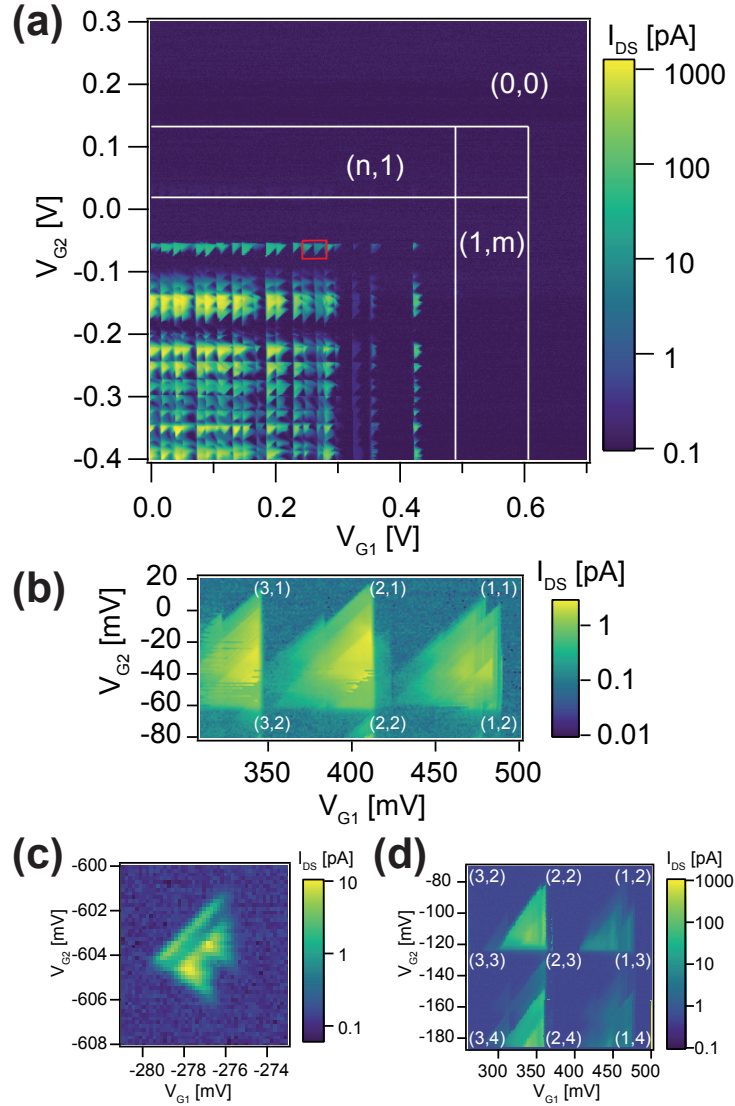 (a)
0.3
0.2
0.1
0.0
-0.1
-0.2
-0.3
-0.4
V_G2 [V]
0.0 0.2 0.4 0.6
V_G1 [V]
(0,0)
(n,1)
(1,m)
I_DS [pA]
1000
100
10
1
0.1
(b)
20
0
-20
-40
-60
-80
V_G2 [mV]
(3,1) (2,1) (1,1)
(3,2) (2,2) (1,2)
350 400 450 500
V_G1 [mV]
I_DS [pA]
1
0.1
0.01
(c)
-600
-602
-604
-606
-608
V_G2 [mV]
-280 -278 -276 -274
V_G1 [mV]
I_DS [pA]
10
1
0.1
(d)
-80
-100
-120
-140
-160
-180
V_G2 [mV]
(3,2) (2,2) (1,2)
(3,3) (2,3) (1,3)
(3,4) (2,4) (1,4)
300 350 400 450 500
V_G1 [mV]
I_DS [pA]
1000
100
10
1
0.1